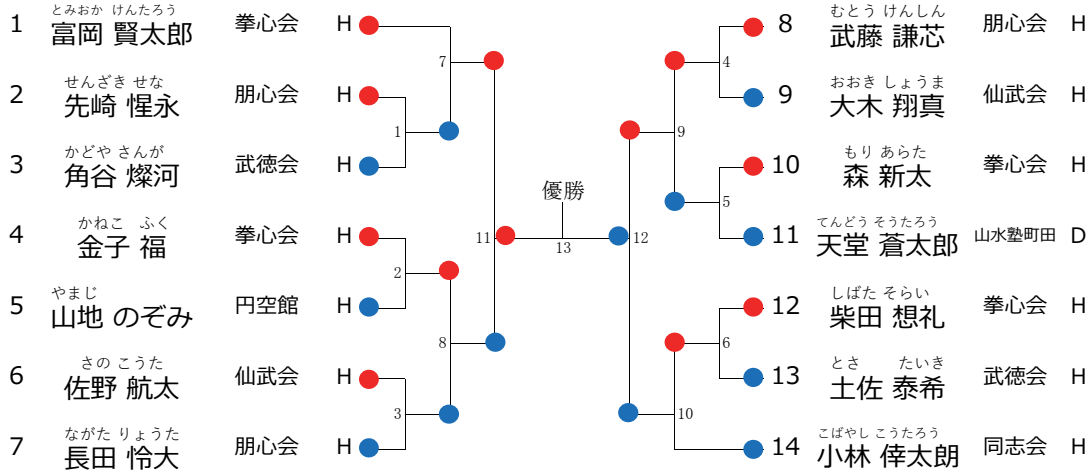 とみおか けんたろう
1 富岡 賢太郎 拳心会 H
せんざき せな
2 先崎 惺永 朋心会 H
かどや さんが
3 角谷 燦河 武徳会 H
かねこ ふく
4 金子 福 拳心会 H
やまじ
5 山地 のぞみ 円空館 H
さの こうた
6 佐野 航太 仙武会 H
ながた りょうた
7 長田 怜大 朋心会 H
7
1
2
8
3
11
優勝
13
12
9
4
5
6
10
むとう けんしん
8 武藤 謙芯 朋心会 H
おおき しょうま
9 大木 翔真 仙武会 H
もり あらた
10 森 新太 拳心会 H
てんどう そうたろう
11 天堂 蒼太郎 山水塾町田 D
しばた そらい
12 柴田 想礼 拳心会 H
とさ たいき
13 土佐 泰希 武徳会 H
こばやし こうたろう
14 小林 倖太朗 同志会 H